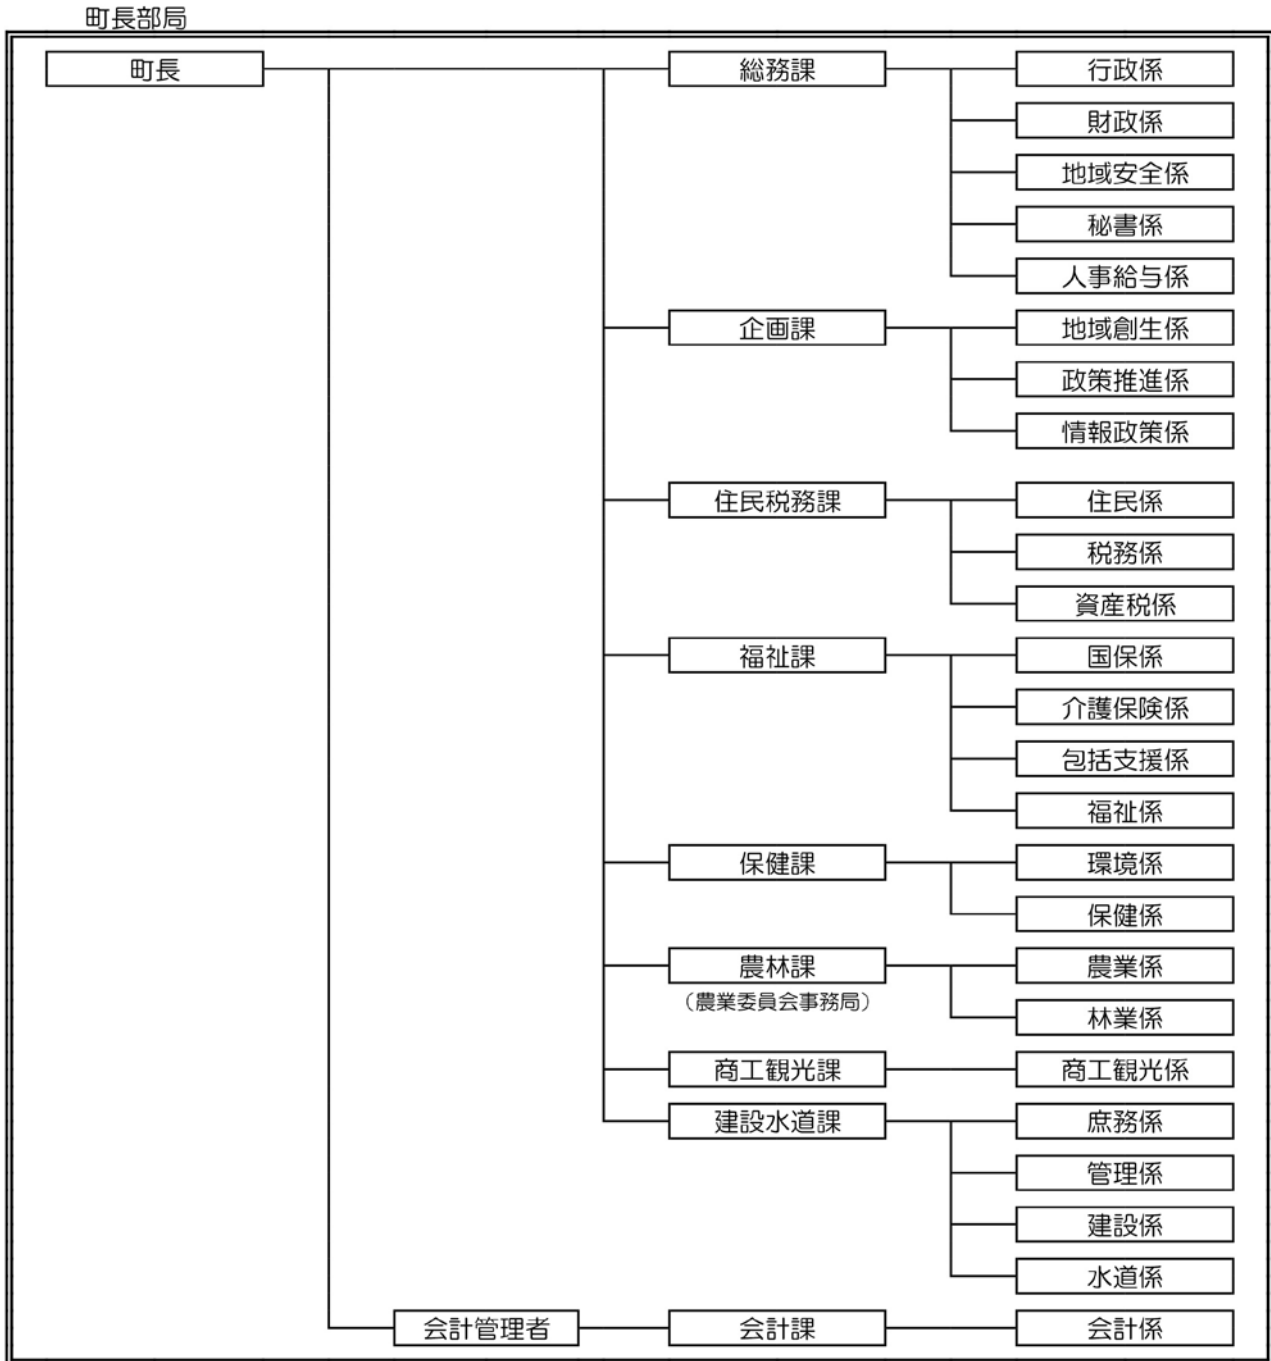 町長部局
町長
総務課
行政係
財政係
地域安全係
秘書係
人事給与係
企画課
地域創生係
政策推進係
情報政策係
住民税務課
住民係
税務係
資産税係
福祉課
国保係
介護保険係
包括支援係
福祉係
保健課
環境係
保健係
農林課
（農業委員会事務局）
農業係
林業係
商工観光課
商工観光係
建設水道課
庶務係
管理係
建設係
水道係
会計管理者
会計課
会計係